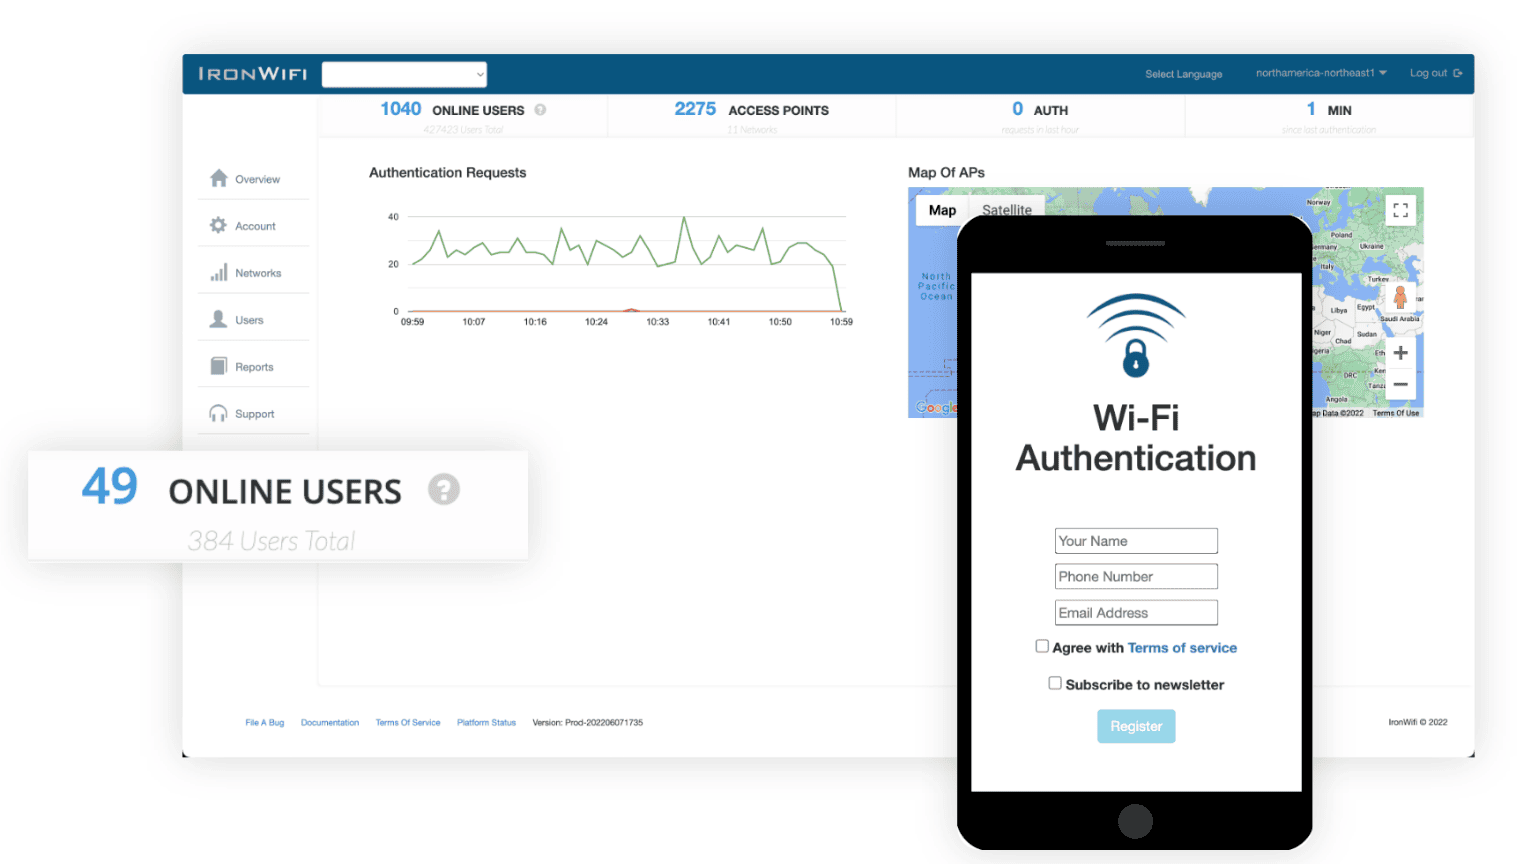 IRONWIFI
Select Language
northamerica-northeast1
Log out
1040 ONLINE USERS ?
427423 Users Total
2275 ACCESS POINTS
11 Networks
0 AUTH
requests in last hour
1 MIN
since last authentication
Overview
Account
Networks
Users
Reports
Support
Authentication Requests
40
20
0
09:59 10:07 10:16 10:24 10:33 10:41 10:50 10:59
Map Of APs
Map Satellite
North
Pacific
Ocean
Google
Norway
Poland
Ukraine
Italy
Turkey
Libya
Egypt
Saudi Arabia
Niger
Chad
Sudan
DRC
Angola
Data ©2022 Terms Of Use
49 ONLINE USERS ?
384 Users Total
Wi-Fi
Authentication
Your Name
Phone Number
Email Address
Agree with Terms of service
Subscribe to newsletter
Register
File A Bug
Documentation
Terms Of Service
Platform Status
Version: Prod-202206071735
IronWifi © 2022